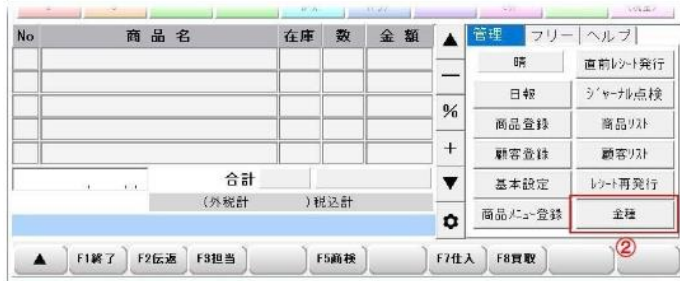 No 商品名 在庫 数 金額 ▲ 管理 フリー ヘルプ
晴 直前レシート発行
― 日報 ジャーナル点検
% 商品登録 商品リスト
+ 顧客登録 顧客リスト
合計 ▼ 基本設定 レシート再発行
(外税計 )税込計
商品メニュー登録 金種
②
▲ F1終了 F2伝返 F3担当 F5商検 F7仕入 F8買取